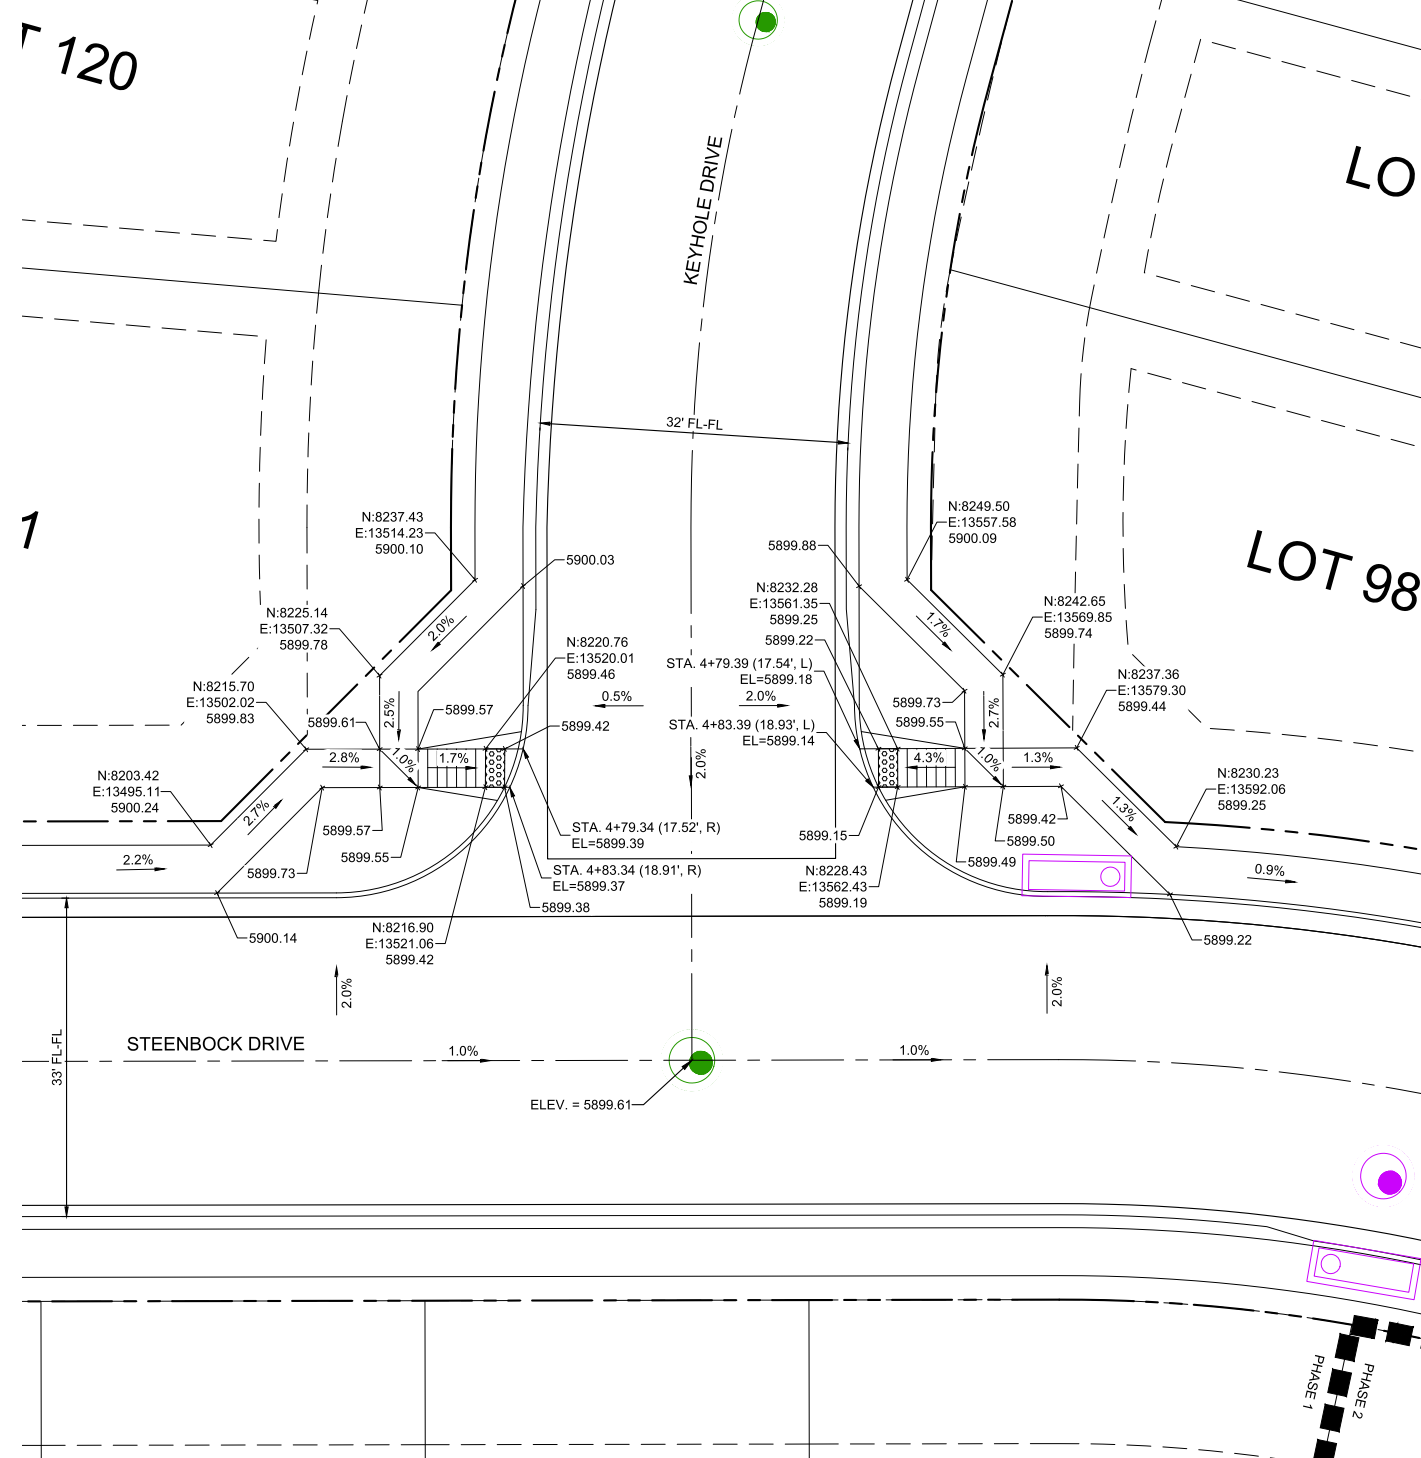 120
LO
KEYHOLE DRIVE
32' FL-FL
N:8237.43
E:13514.23
5900.10
N:8249.50
E:13557.58
5900.09
1
5899.88
5900.03
LOT 98
N:8232.28
E:13561.35
5899.25
N:8225.14
E:13507.32
5899.78
2.0%
1.7%
N:8242.65
E:13569.85
5899.74
N:8220.76
E:13520.01
5899.46
5899.22
STA. 4+79.39 (17.54', L)
EL=5899.18
N:8237.36
E:13579.30
5899.44
N:8215.70
E:13502.02
5899.83
0.5%
2.0%
5899.73
2.5%
2.7%
5899.61
5899.57
5899.42
STA. 4+83.39 (18.93', L)
EL=5899.14
5899.55
2.8%
1.0%
1.7%
2.0%
4.3%
1.0%
1.3%
N:8203.42
E:13495.11
5900.24
N:8230.23
E:13592.06
5899.25
2.7%
1.3%
5899.57
STA. 4+79.34 (17.52', R)
EL=5899.39
5899.15
5899.42
5899.50
5899.55
5899.49
2.2%
5899.73
STA. 4+83.34 (18.91', R)
EL=5899.37
N:8228.43
E:13562.43
5899.19
0.9%
5899.38
N:8216.90
E:13521.06
5899.42
5900.14
5899.22
2.0%
2.0%
STEENBOCK DRIVE
33' FL-FL
1.0%
1.0%
ELEV. = 5899.61
PHASE 1
PHASE 2